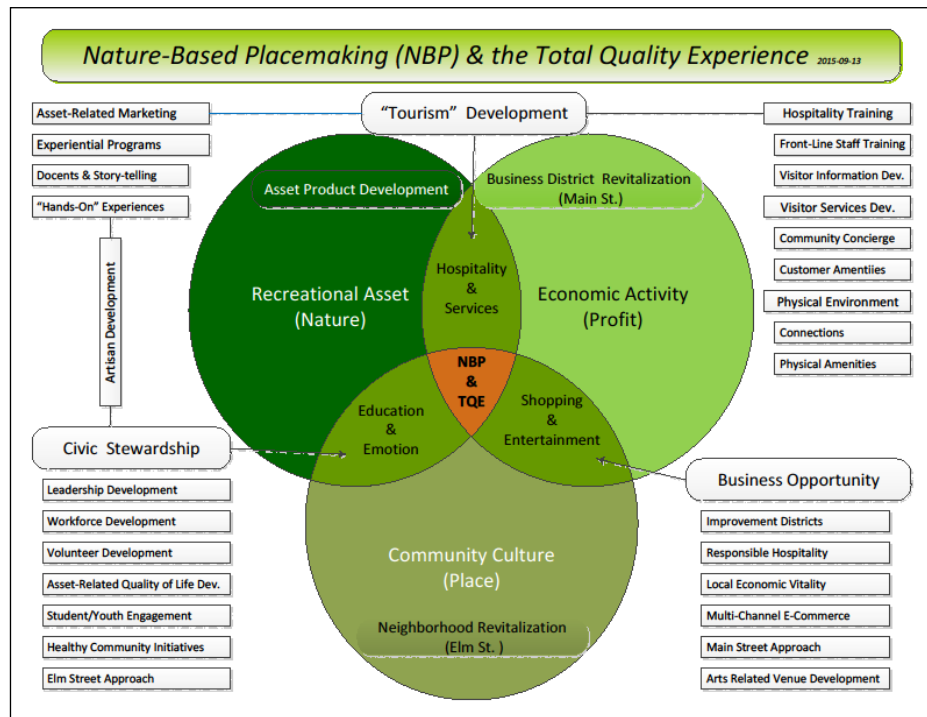 Nature-Based Placemaking (NBP) & the Total Quality Experience 2015-09-13
"Tourism" Development
Asset-Related Marketing
Experiential Programs
Docents & Story-telling
"Hands-On" Experiences
Artisan Development
Hospitality Training
Front-Line Staff Training
Visitor Information Dev.
Visitor Services Dev.
Community Concierge
Customer Amentiies
Physical Environment
Connections
Physical Amenities
Asset Product Development
Business District Revitalization
(Main St.)
Recreational Asset
(Nature)
Hospitality
&
Services
Economic Activity
(Profit)
NBP
&
TQE
Education
&
Emotion
Shopping
&
Entertainment
Community Culture
(Place)
Neighborhood Revitalization
(Elm St. )
Civic Stewardship
Leadership Development
Workforce Development
Volunteer Development
Asset-Related Quality of Life Dev.
Student/Youth Engagement
Healthy Community Initiatives
Elm Street Approach
Business Opportunity
Improvement Districts
Responsible Hospitality
Local Economic Vitality
Multi-Channel E-Commerce
Main Street Approach
Arts Related Venue Development